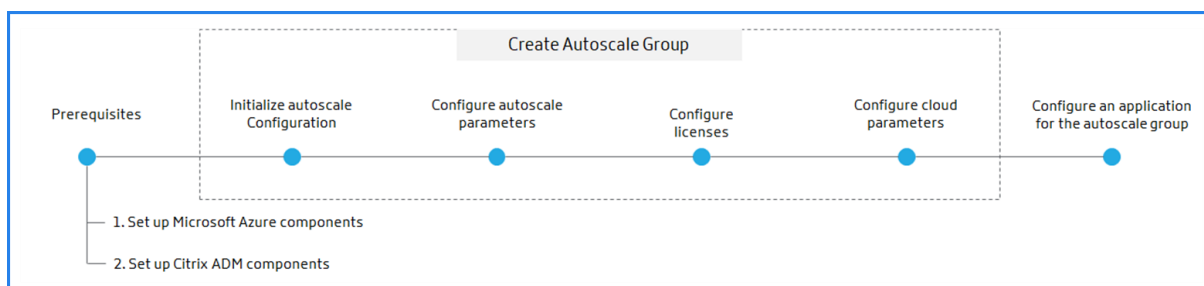 Create Autoscale Group
Prerequisites
Initialize autoscale
Configuration
Configure autoscale
parameters
Configure
licenses
Configure cloud
parameters
Configure an application
for the autoscale group
1. Set up Microsoft Azure components
2. Set up Citrix ADM components